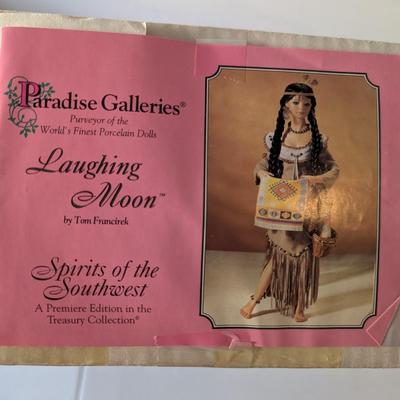 Paradise Galleries®
Purveyor of the
World's Finest Porcelain Dolls
Laughing
Moon™
by Tom Francirek
Spirits of the
Southwest
A Premiere Edition in the
Treasury Collection®